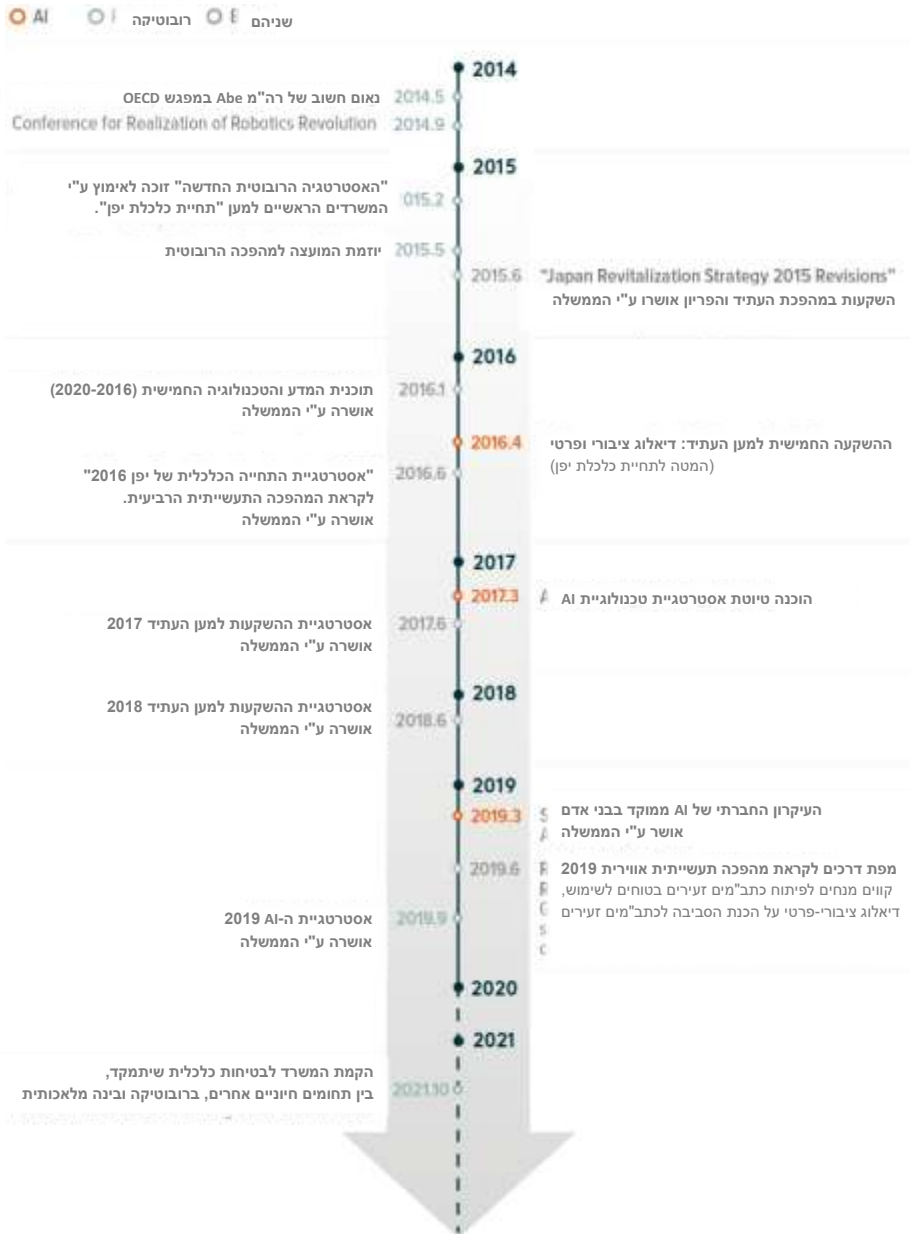 AI רובוטיקה שניהם
2014
נאום חשוב של רה"מ Abe במפגש OECD 2014.5
Conference for Realization of Robotics Revolution 2014.9
2015
"האסטרטגיה הרובוטית החדשה" זוכה לאימוץ ע"י
המשרדים הראשיים למען "תחיית כלכלת יפן".
015.2
יוזמת המועצה למהפכה הרובוטית 2015.5
2015.6 "Japan Revitalization Strategy 2015 Revisions"
השקעות במהפכת העתיד והפריון אושרו ע"י הממשלה
2016
תוכנית המדע והטכנולוגיה החמישית (2020-2016) 2016.1
אושרה ע"י הממשלה
2016.4 ההשקעה החמישית למען העתיד: דיאלוג ציבורי ופרטי
(המטה לתחיית כלכלת יפן)
"אסטרטגיית התחייה הכלכלית של יפן 2016" 2016.6
לקראת המהפכה התעשייתית הרביעית.
אושרה ע"י הממשלה
2017
2017.3 הוכנה טיוטת אסטרטגיית טכנולוגיית AI
אסטרטגיית ההשקעות למען העתיד 2017 2017.6
אושרה ע"י הממשלה
2018
אסטרטגיית ההשקעות למען העתיד 2018 2018.6
אושרה ע"י הממשלה
2019
2019.3 העיקרון החברתי של AI ממוקד בבני אדם
אושר ע"י הממשלה
2019.6 מפת דרכים לקראת מהפכה תעשייתית אווירית 2019
קווים מנחים לפיתוח כתב"מים זעירים בטוחים לשימוש,
דיאלוג ציבורי-פרטי על הכנת הסביבה לכתב"מים זעירים
אסטרטגיית ה-AI 2019 2019.9
אושרה ע"י הממשלה
2020
2021
הקמת המשרד לבטיחות כלכלית שיתמקד,
בין תחומים חיוניים אחרים, ברובוטיקה ובינה מלאכותית 2021.10